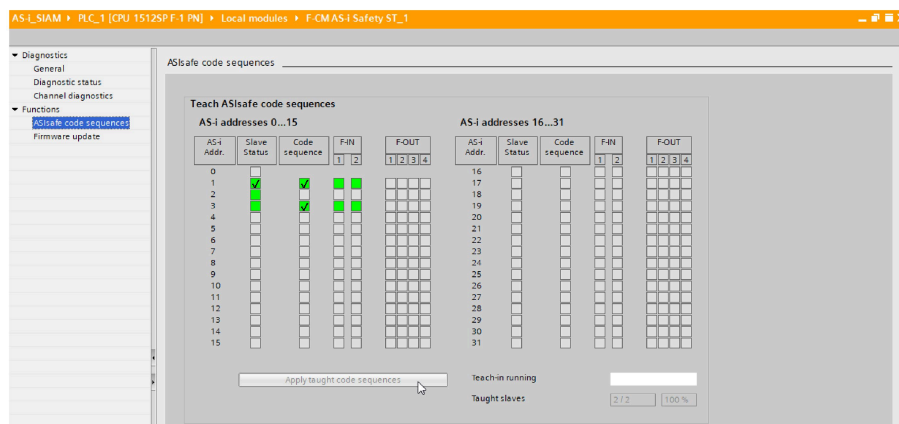 AS-i_SIAM ▸ PLC_1 [CPU 1512SP F-1 PN] ▸ Local modules ▸ F-CM AS-i Safety ST_1
Diagnostics
General
Diagnostic status
Channel diagnostics
Functions
ASIsafe code sequences
Firmware update
ASIsafe code sequences
Teach ASIsafe code sequences
AS-i addresses 0...15
AS-i addresses 16...31
AS-i Addr. Slave Status Code sequence F-IN F-OUT
1 2 1 2 3 4
AS-i Addr. Slave Status Code sequence F-IN F-OUT
1 2 1 2 3 4
0 16
1 17
2 18
3 19
4 20
5 21
6 22
7 23
8 24
9 25
10 26
11 27
12 28
13 29
14 30
15 31
Apply taught code sequences
Teach-in running
Taught slaves 2 / 2 100 %